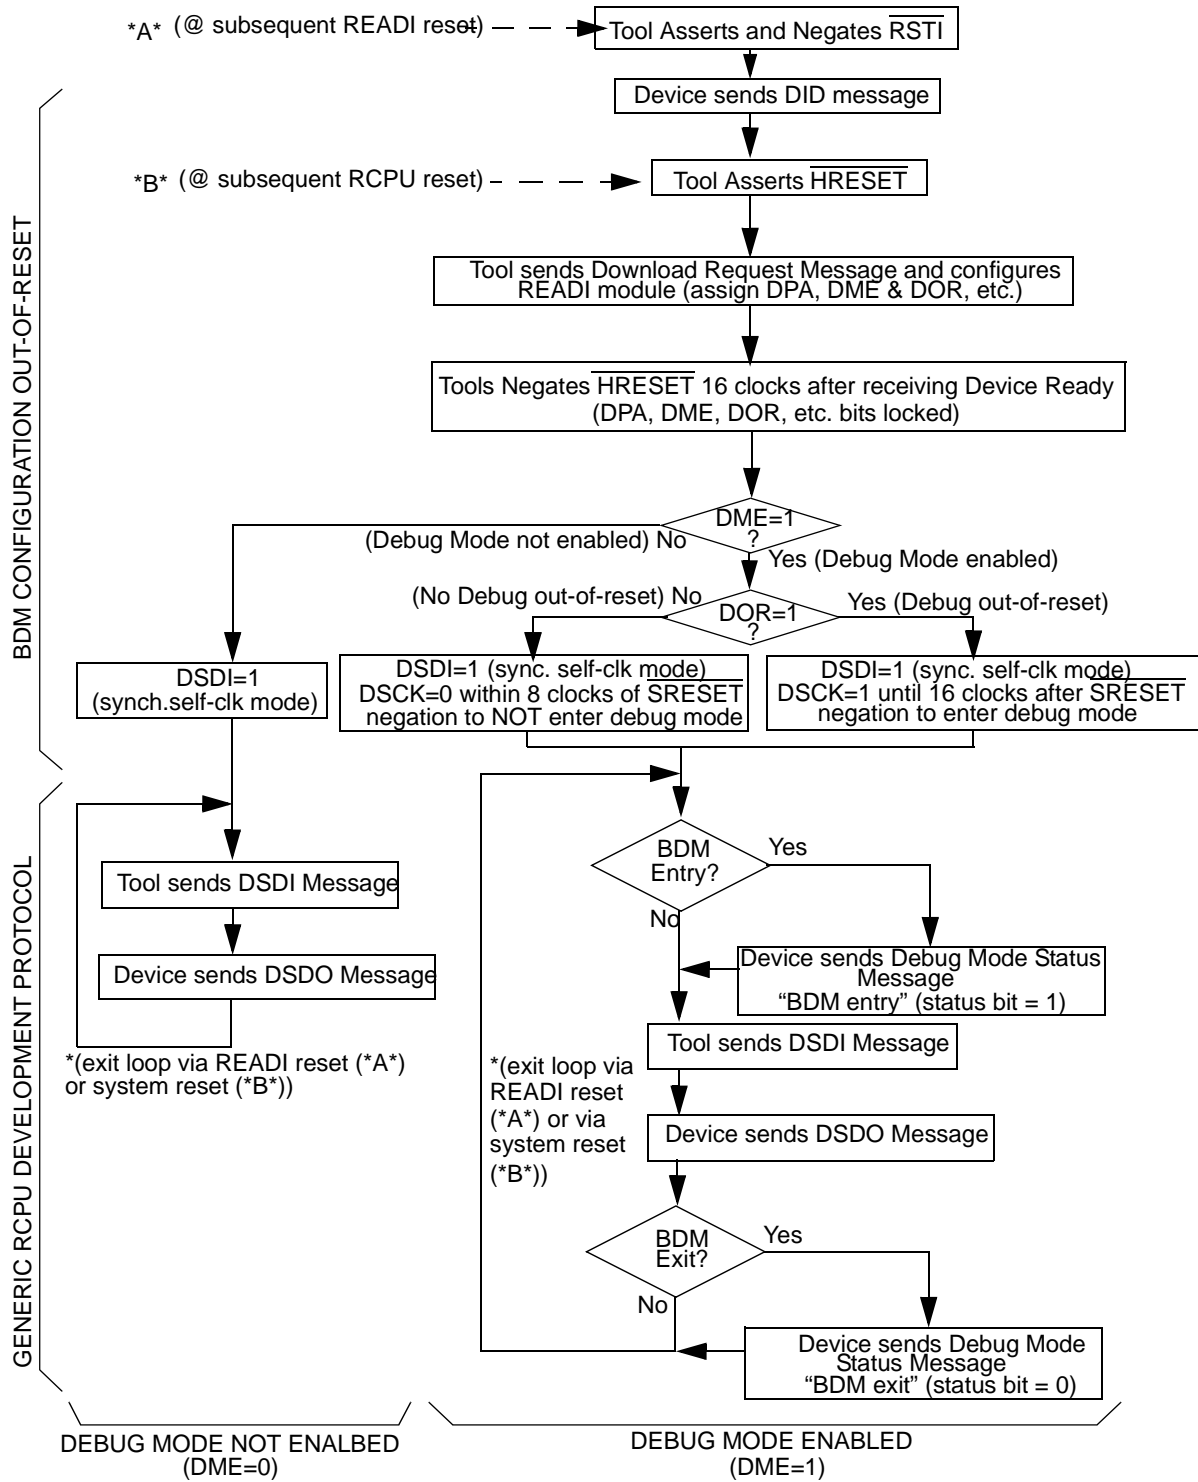 *A* (@ subsequent READI reset)
Tool Asserts and Negates RSTI
Device sends DID message
*B* (@ subsequent RCPU reset)
Tool Asserts HRESET
Tool sends Download Request Message and configures
READI module (assign DPA, DME & DOR, etc.)
Tools Negates HRESET 16 clocks after receiving Device Ready
(DPA, DME, DOR, etc. bits locked)
DME=1
?
(Debug Mode not enabled) No
Yes (Debug Mode enabled)
(No Debug out-of-reset) No
DOR=1
?
Yes (Debug out-of-reset)
DSDI=1
(synch.self-clk mode)
DSDI=1 (sync. self-clk mode)
DSCK=0 within 8 clocks of SRESET
negation to NOT enter debug mode
DSDI=1 (sync. self-clk mode)
DSCK=1 until 16 clocks after SRESET
negation to enter debug mode
BDM CONFIGURATION OUT-OF-RESET
BDM
Entry?
Yes
No
Tool sends DSDI Message
Device sends DSDO Message
*(exit loop via READI reset (*A*)
or system reset (*B*))
Device sends Debug Mode Status
Message
“BDM entry” (status bit = 1)
Tool sends DSDI Message
*(exit loop via
READI reset
(*A*) or via
system reset
(*B*))
Device sends DSDO Message
BDM
Exit?
Yes
No
Device sends Debug Mode
Status Message
“BDM exit” (status bit = 0)
GENERIC RCPU DEVELOPMENT PROTOCOL
DEBUG MODE NOT ENALBED
(DME=0)
DEBUG MODE ENABLED
(DME=1)